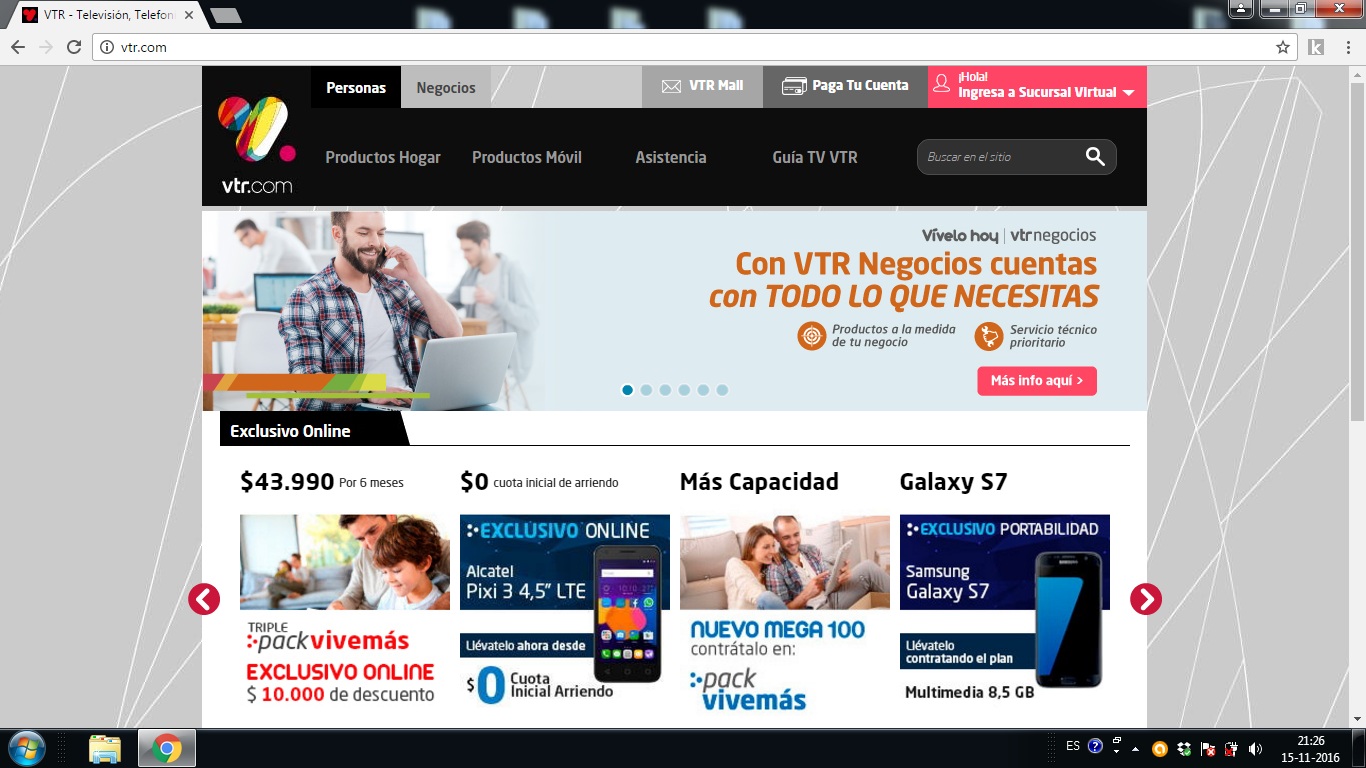 VTR - Televisión, Telefon
vtr.com
Personas
Negocios
VTR Mail
Paga Tu Cuenta
¡Hola!
Ingresa a Sucursal Virtual
vtr.com
Productos Hogar
Productos Móvil
Asistencia
Guía TV VTR
Buscar en el sitio
Vívelo hoy | vtrnegocios
Con VTR Negocios cuentas
con TODO LO QUE NECESITAS
Productos a la medida
de tu negocio
Servicio técnico
prioritario
Más info aquí >
Exclusivo Online
$43.990 Por 6 meses
TRIPLE
:·packvivemás
EXCLUSIVO ONLINE
$ 10.000 de descuento
$0 cuota inicial de arriendo
:·EXCLUSIVO ONLINE
Alcatel
Pixi 3 4,5” LTE
Llévatelo ahora desde
$0 Cuota
Inicial Arriendo
Más Capacidad
NUEVO MEGA 100
contrátalo en:
:·pack
vivemás
Galaxy S7
:·EXCLUSIVO PORTABILIDAD
Samsung
Galaxy S7
Llévatelo
contratando el plan
Multimedia 8,5 GB
ES
21:26
15-11-2016